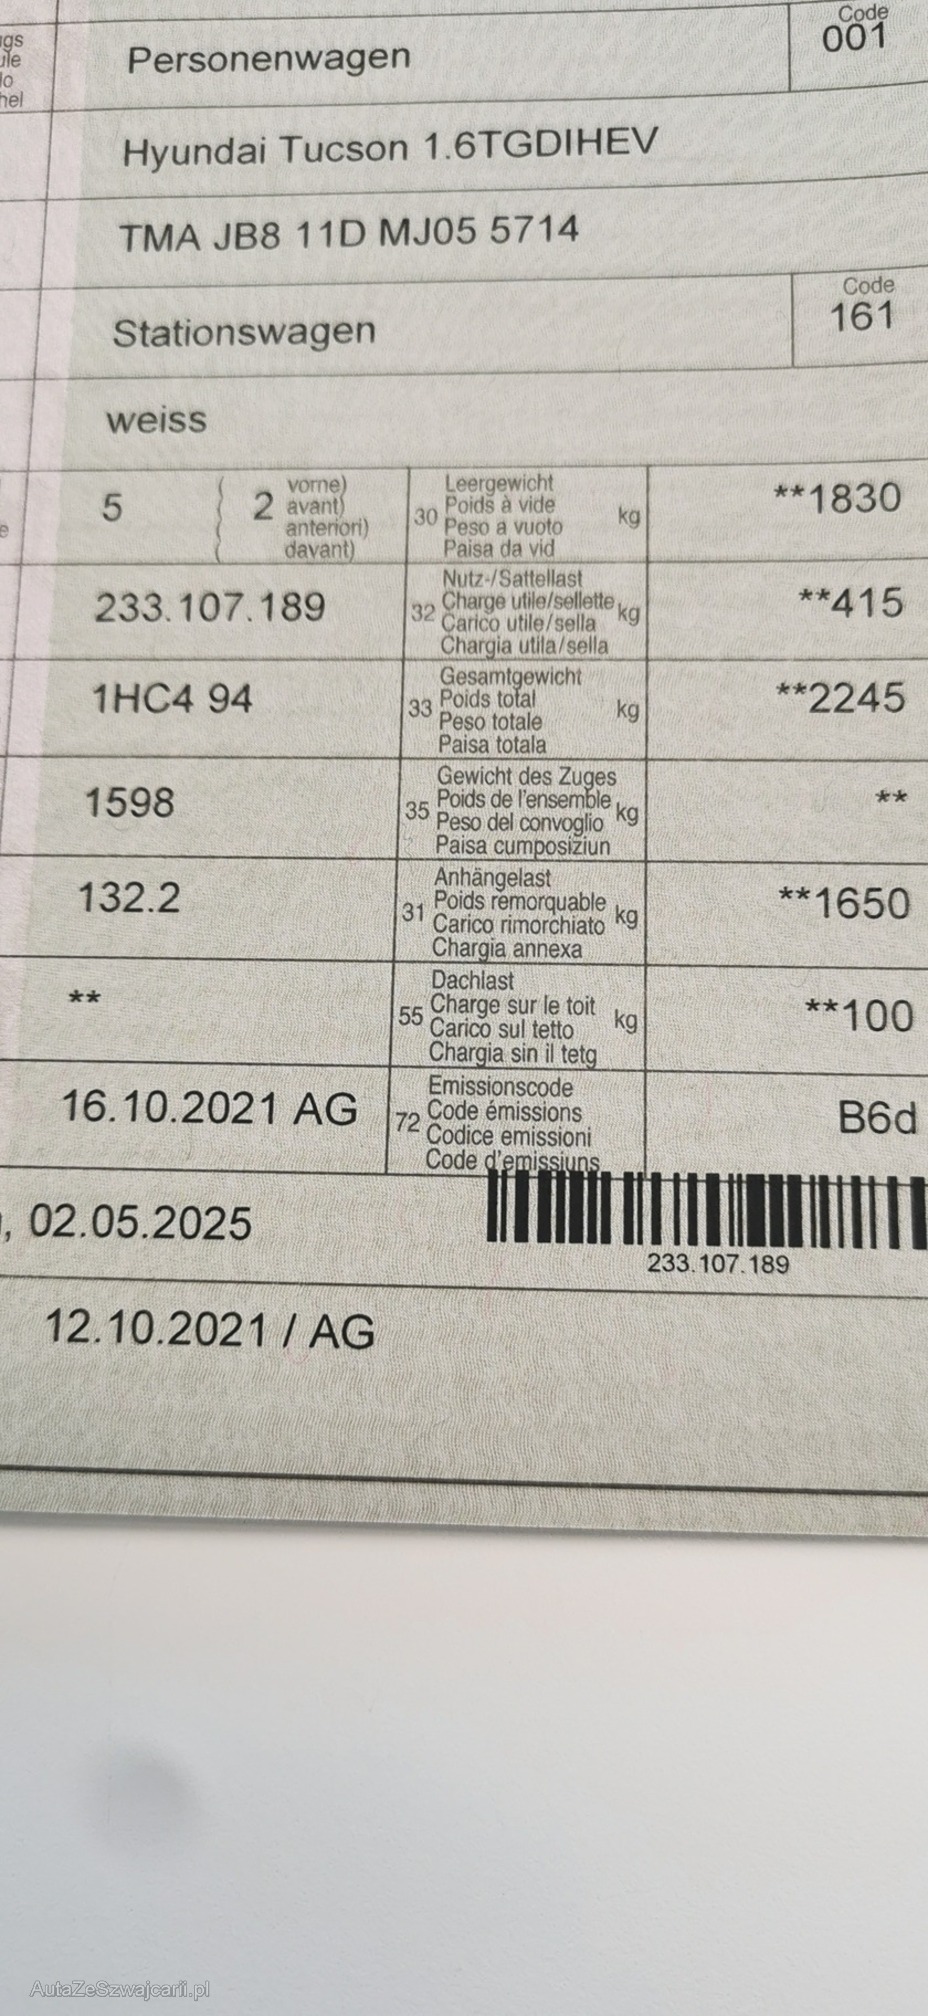 Code
Personenwagen 001
Hyundai Tucson 1.6TGDIHEV
TMA JB8 11D MJ05 5714
Code
Stationswagen 161
weiss
5 2 vorne)
avant)
anteriori)
davant)
30 Leergewicht
Poids à vide
Peso a vuoto
Paisa da vid
kg **1830
233.107.189
32 Nutz-/Sattellast
Charge utile/sellette
Carico utile/sella
Chargia utila/sella
kg **415
1HC4 94
33 Gesamtgewicht
Poids total
Peso totale
Paisa totala
kg **2245
1598
35 Gewicht des Zuges
Poids de l'ensemble
Peso del convoglio
Paisa cumposiziun
kg **
132.2
31 Anhängelast
Poids remorquable
Carico rimorchiato
Chargia annexa
kg **1650
**
55 Dachlast
Charge sur le toit
Carico sul tetto
Chargia sin il tetg
kg **100
16.10.2021 AG
72 Emissionscode
Code émissions
Codice emissioni
Code d'emissiuns
B6d
, 02.05.2025
233.107.189
12.10.2021 / AG
AutaZeSzwajcarii.pl